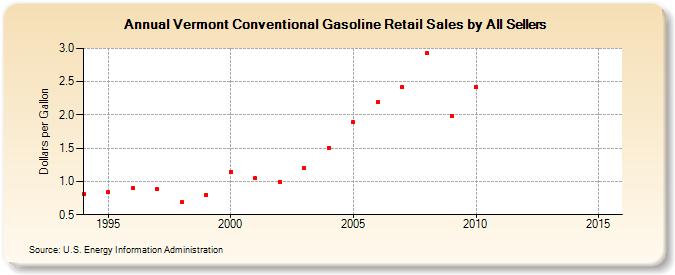 Annual Vermont Conventional Gasoline Retail Sales by All Sellers
Dollars per Gallon
3.0
2.5
2.0
1.5
1.0
0.5
1995 2000 2005 2010 2015
Source: U.S. Energy Information Administration